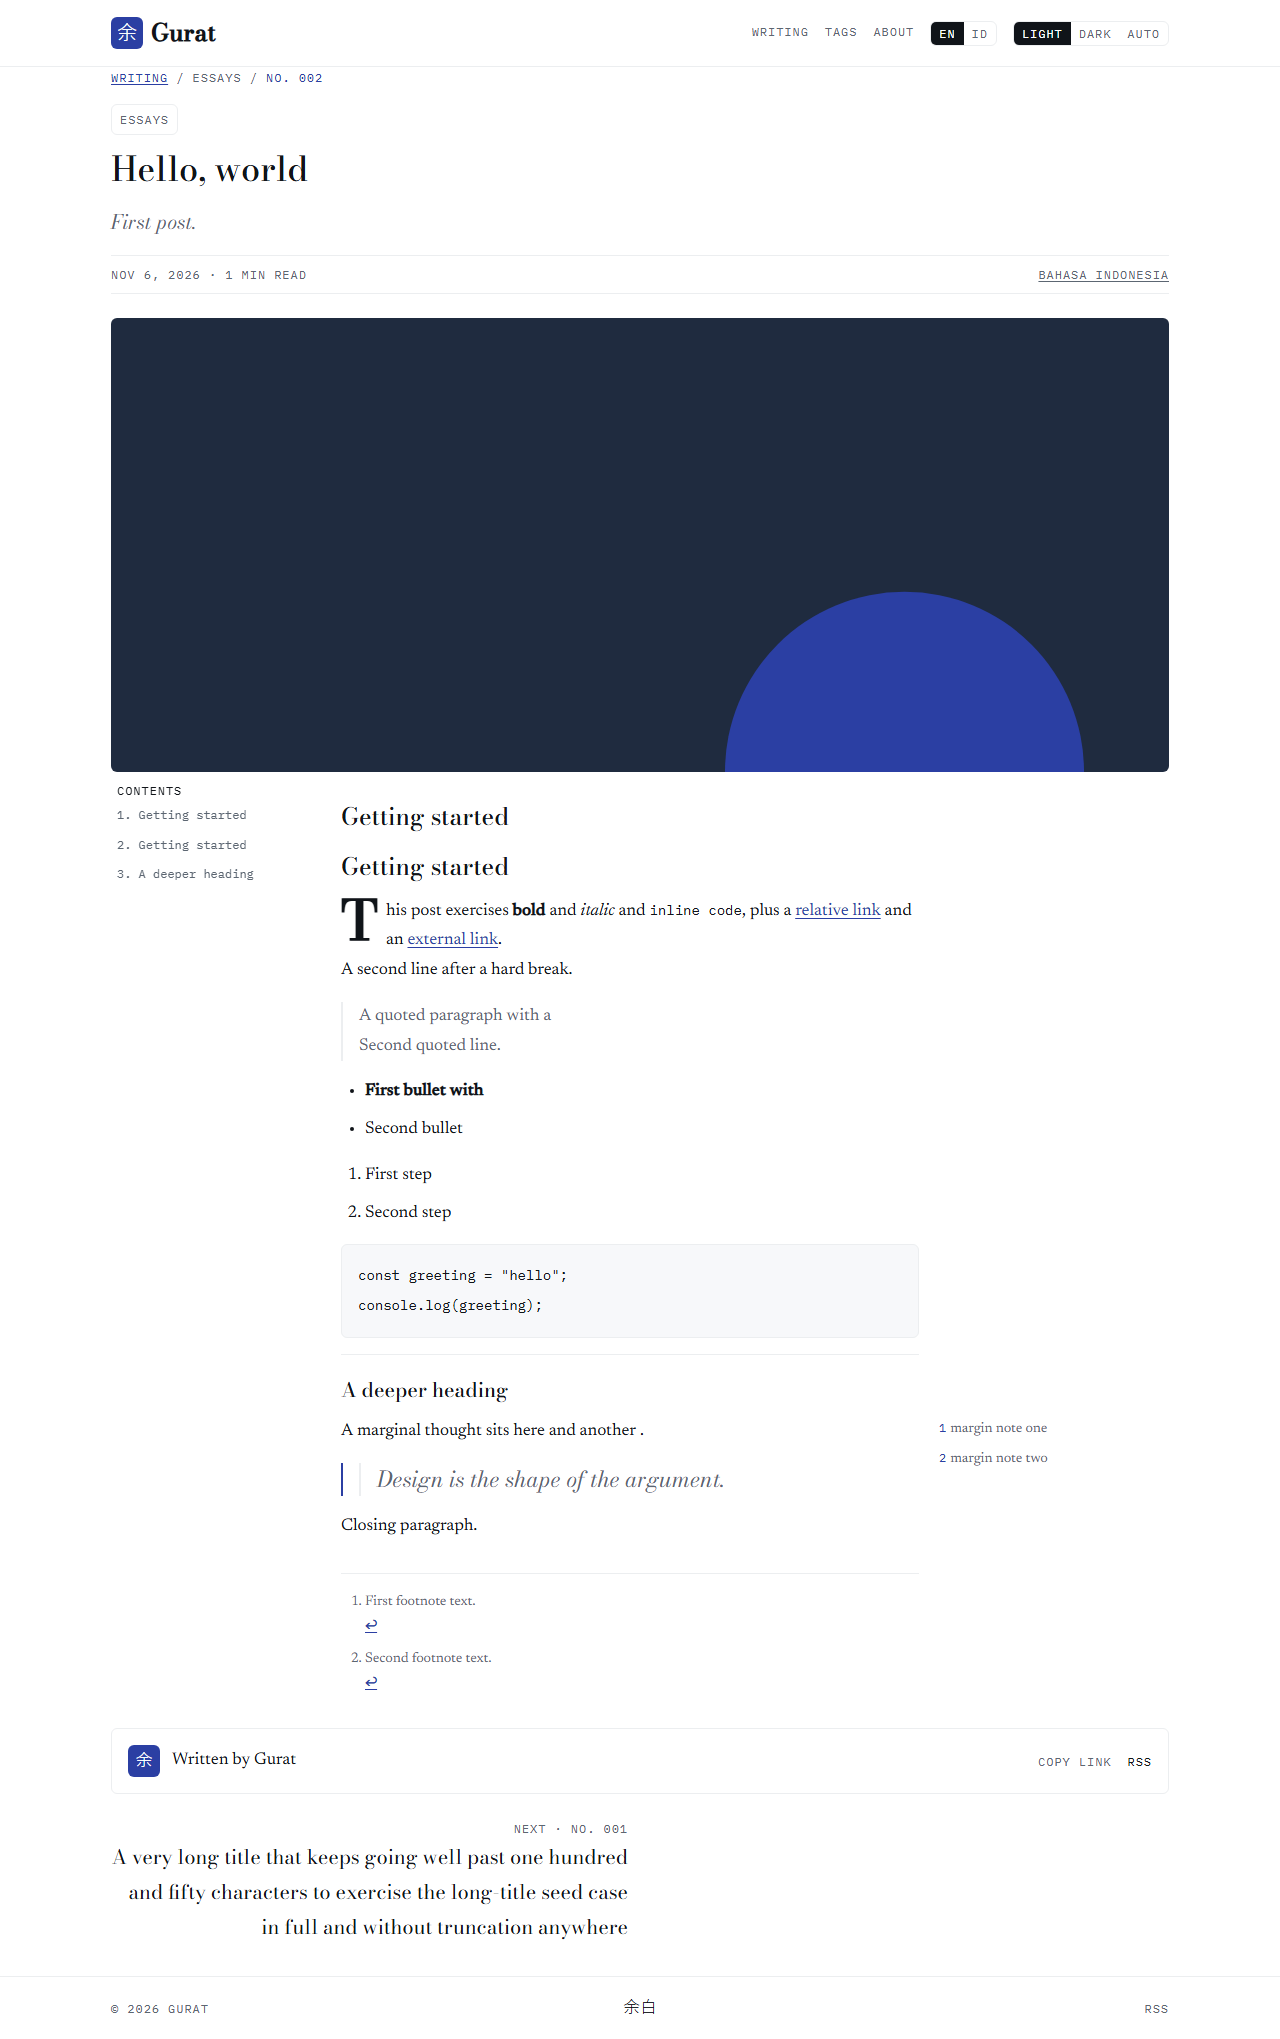 余 Gurat
WRITING TAGS ABOUT EN ID LIGHT DARK AUTO
WRITING / ESSAYS / NO. 002
ESSAYS
Hello, world
First post.
NOV 6, 2026 · 1 MIN READ
BAHASA INDONESIA
CONTENTS
1. Getting started
2. Getting started
3. A deeper heading
Getting started
Getting started
This post exercises bold and italic and inline code, plus a relative link and
an external link.
A second line after a hard break.
A quoted paragraph with a
Second quoted line.
• First bullet with
• Second bullet
1. First step
2. Second step
const greeting = "hello";
console.log(greeting);
A deeper heading
A marginal thought sits here and another .
1 margin note one
2 margin note two
Design is the shape of the argument.
Closing paragraph.
1. First footnote text.
↩
2. Second footnote text.
↩
余 Written by Gurat
COPY LINK RSS
NEXT · NO. 001
A very long title that keeps going well past one hundred
and fifty characters to exercise the long-title seed case
in full and without truncation anywhere
© 2026 GURAT
余白
RSS